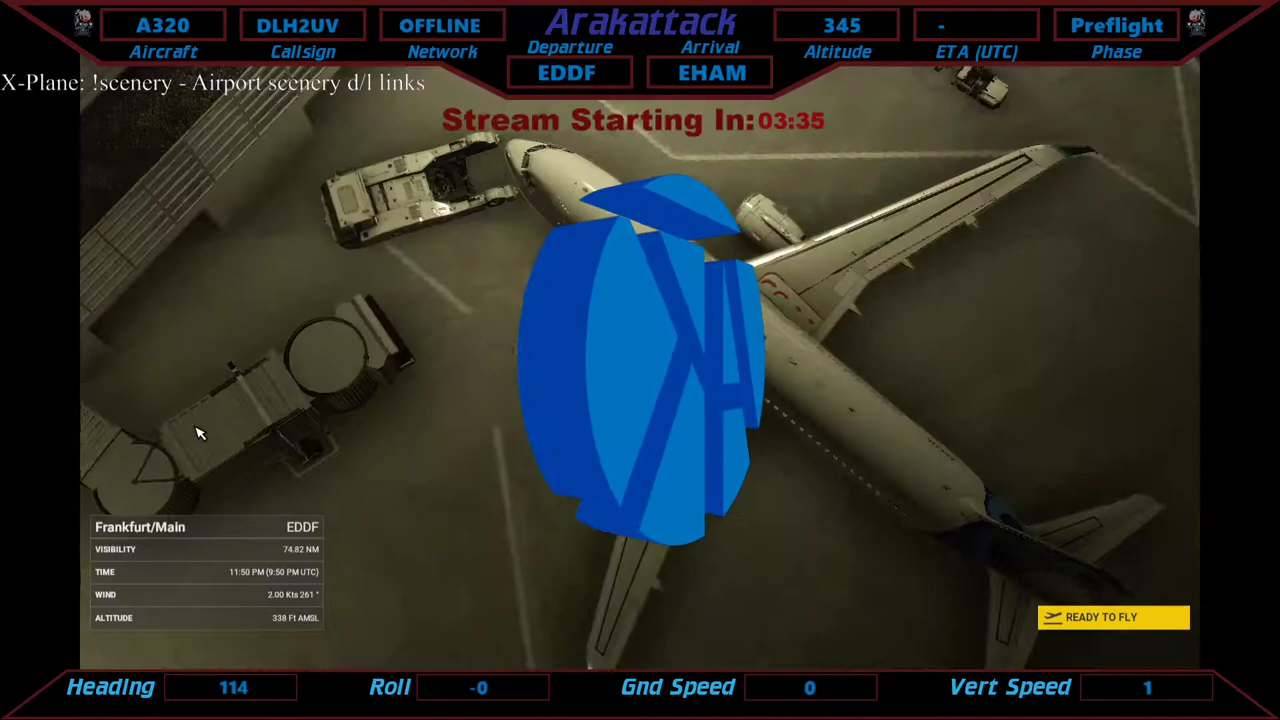 A320
DLH2UV
OFFLINE
Arakattack
345
-
Preflight
Aircraft
Callsign
Network
Departure
Arrival
Altitude
ETA (UTC)
Phase
EDDF
EHAM
X-Plane: !scenery - Airport scenery d/l links
Stream Starting In:03:35
Frankfurt/Main EDDF
VISIBILITY 74.82 NM
TIME 11:50 PM (9:50 PM UTC)
WIND 2.00 Kts 261 °
ALTITUDE 338 Ft AMSL
READY TO FLY
Heading 114
Roll -0
Gnd Speed 0
Vert Speed 1